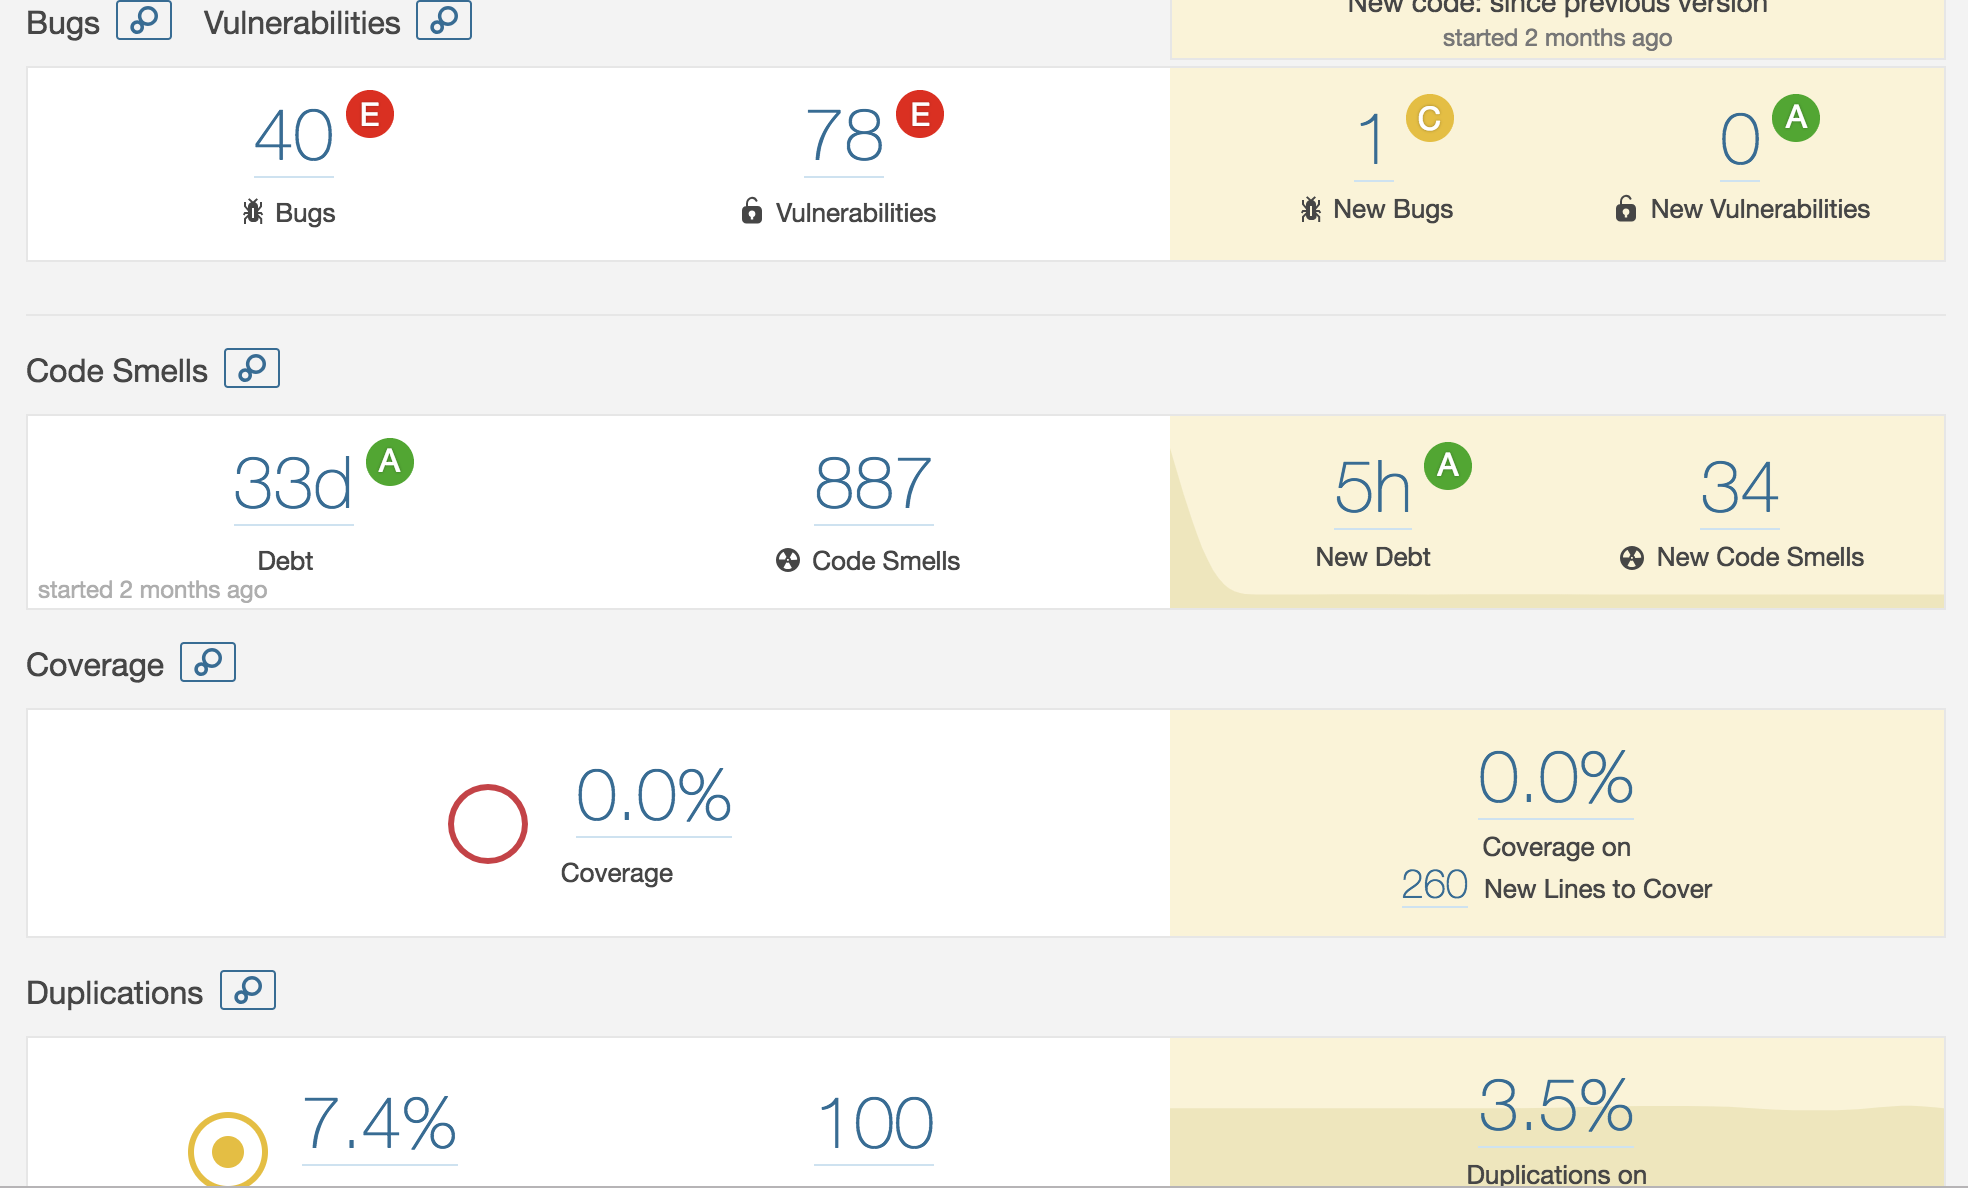 Bugs Vulnerabilities
New code: since previous version
started 2 months ago
40 E
Bugs
78 E
Vulnerabilities
1 C
New Bugs
0 A
New Vulnerabilities
Code Smells
33d A
Debt
started 2 months ago
887
Code Smells
5h A
New Debt
34
New Code Smells
Coverage
0.0%
Coverage
0.0%
Coverage on
260 New Lines to Cover
Duplications
7.4%
100
3.5%
Duplications on